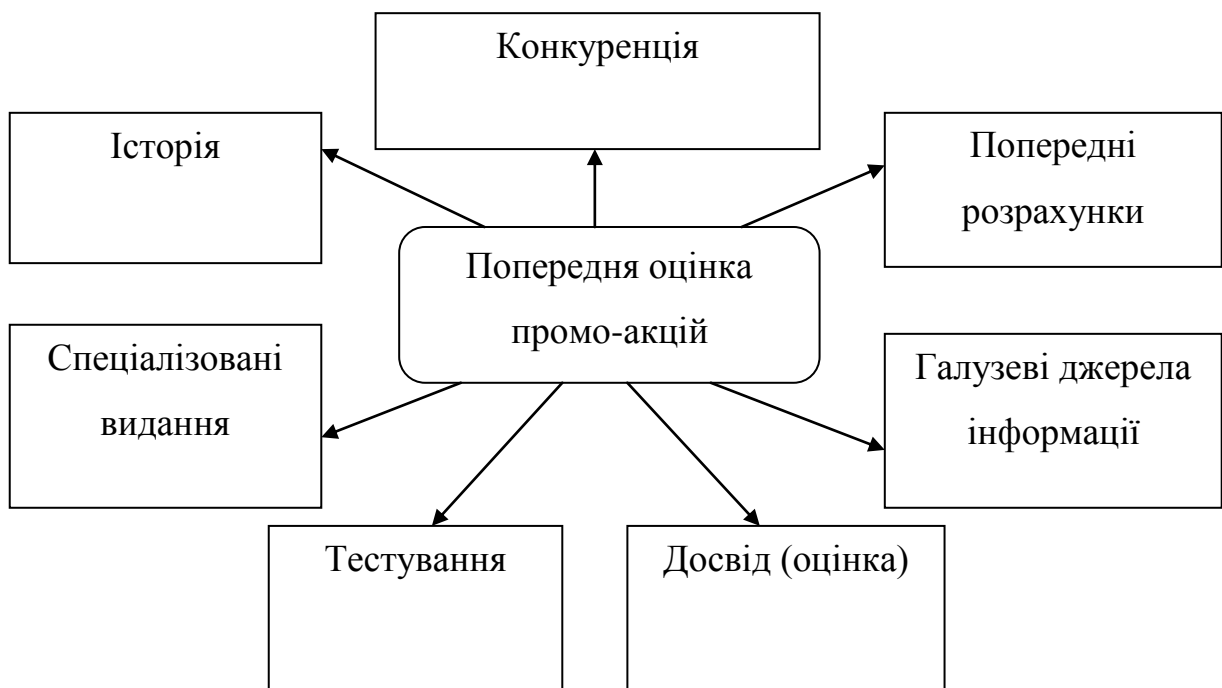 Конкуренція
Історія
Попередні
розрахунки
Попередня оцінка
промо-акцій
Спеціалізовані
видання
Галузеві джерела
інформації
Тестування
Досвід (оцінка)